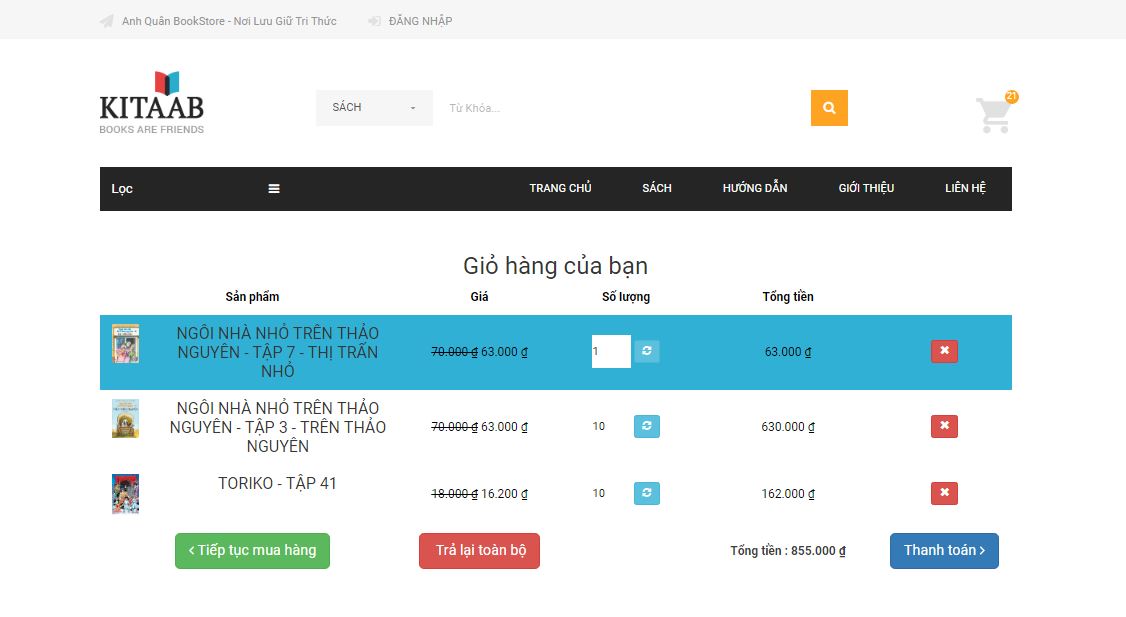 Anh Quân BookStore - Nơi Lưu Giữ Tri Thức ĐĂNG NHẬP
KITAAB
BOOKS ARE FRIENDS
SÁCH Từ Khóa...
21
Lọc TRANG CHỦ SÁCH HƯỚNG DẪN GIỚI THIỆU LIÊN HỆ
Giỏ hàng của bạn
Sản phẩm Giá Số lượng Tổng tiền
NGÔI NHÀ NHỎ TRÊN THẢO
NGUYÊN - TẬP 7 - THỊ TRẤN
NHỎ
70.000 ₫ 63.000 ₫ 1 63.000 ₫
NGÔI NHÀ NHỎ TRÊN THẢO
NGUYÊN - TẬP 3 - TRÊN THẢO
NGUYÊN
70.000 ₫ 63.000 ₫ 10 630.000 ₫
TORIKO - TẬP 41
18.000 ₫ 16.200 ₫ 10 162.000 ₫
Tiếp tục mua hàng Trả lại toàn bộ Tổng tiền : 855.000 ₫ Thanh toán